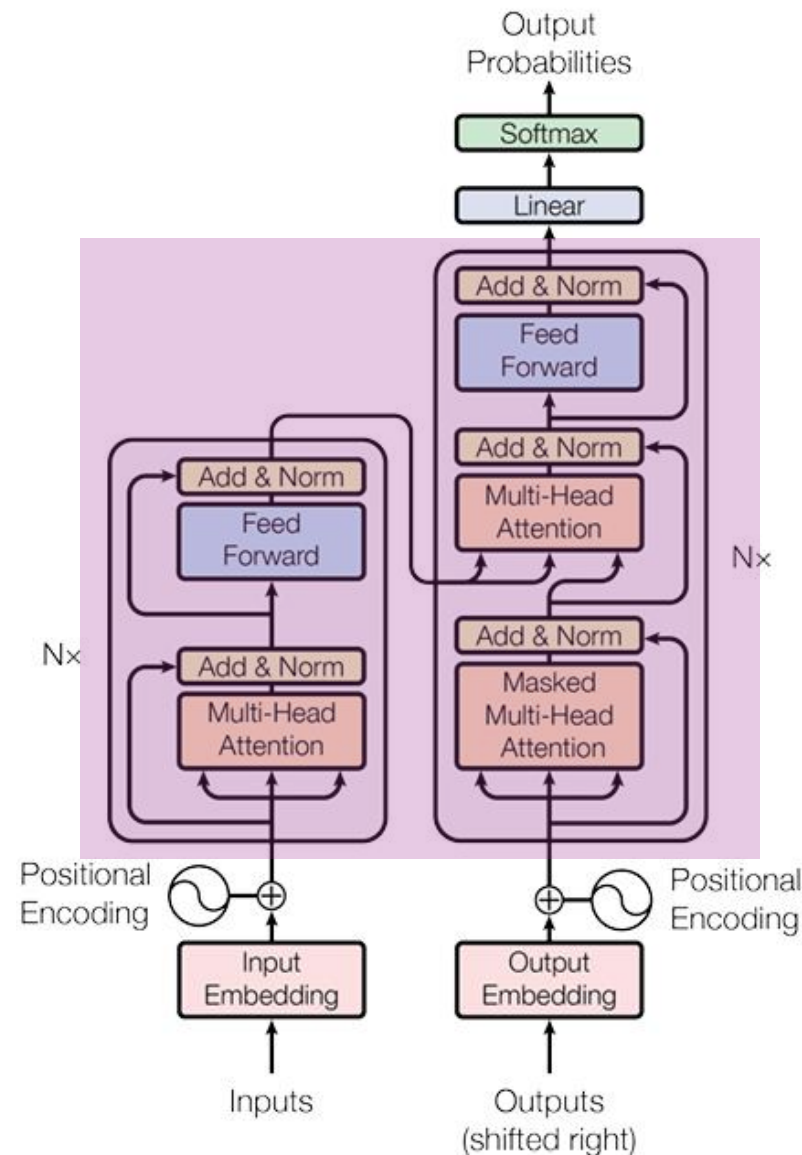 Output
Probabilities
Softmax
Linear
Add & Norm
Feed
Forward
Add & Norm
Multi-Head
Attention
Add & Norm
Masked
Multi-Head
Attention
Nx
Add & Norm
Feed
Forward
Add & Norm
Multi-Head
Attention
Nx
Positional
Encoding
Positional
Encoding
Input
Embedding
Output
Embedding
Inputs
Outputs
(shifted right)